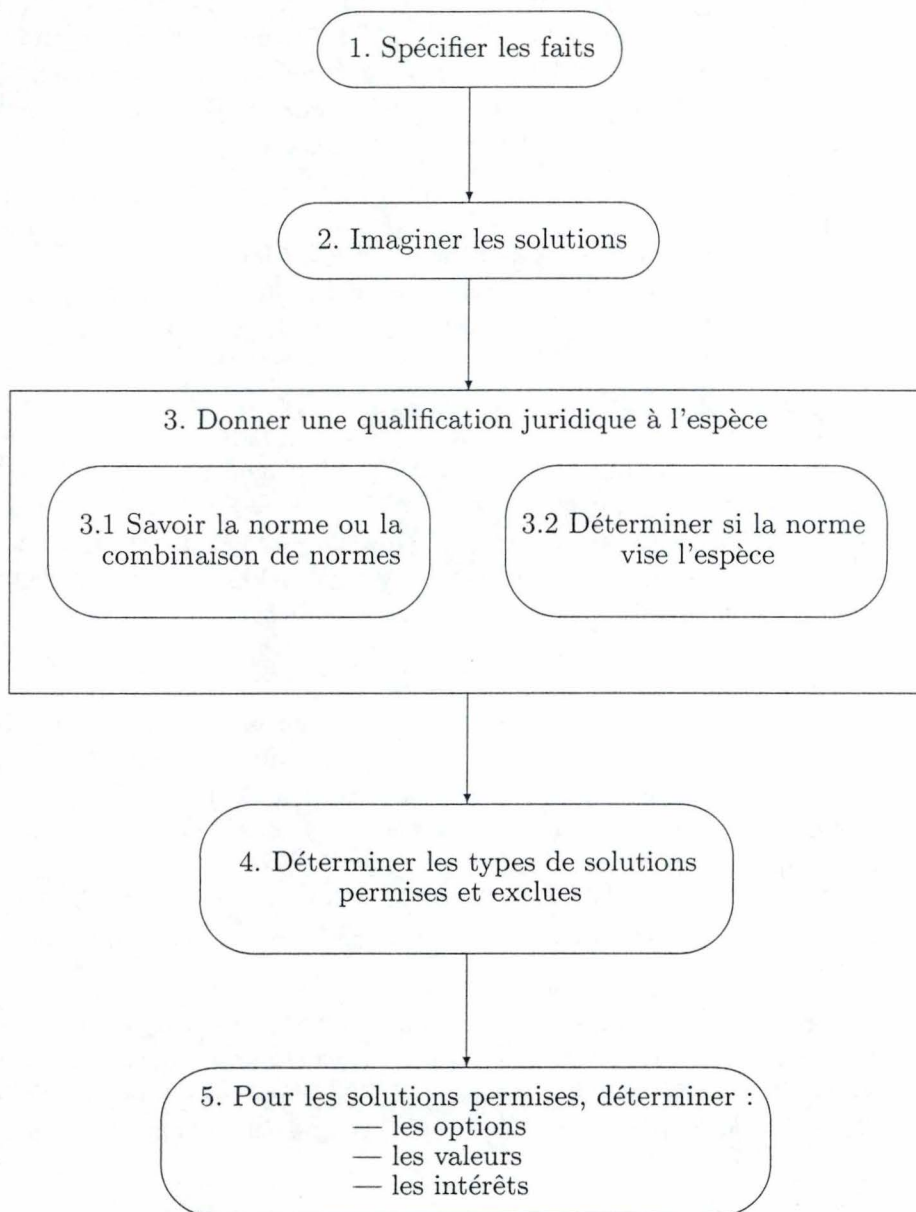 1. Spécifier les faits
2. Imaginer les solutions
3. Donner une qualification juridique à l'espèce
3.1 Savoir la norme ou la
combinaison de normes
3.2 Déterminer si la norme
vise l'espèce
4. Déterminer les types de solutions
permises et exclues
5. Pour les solutions permises, déterminer :
— les options
— les valeurs
— les intérêts